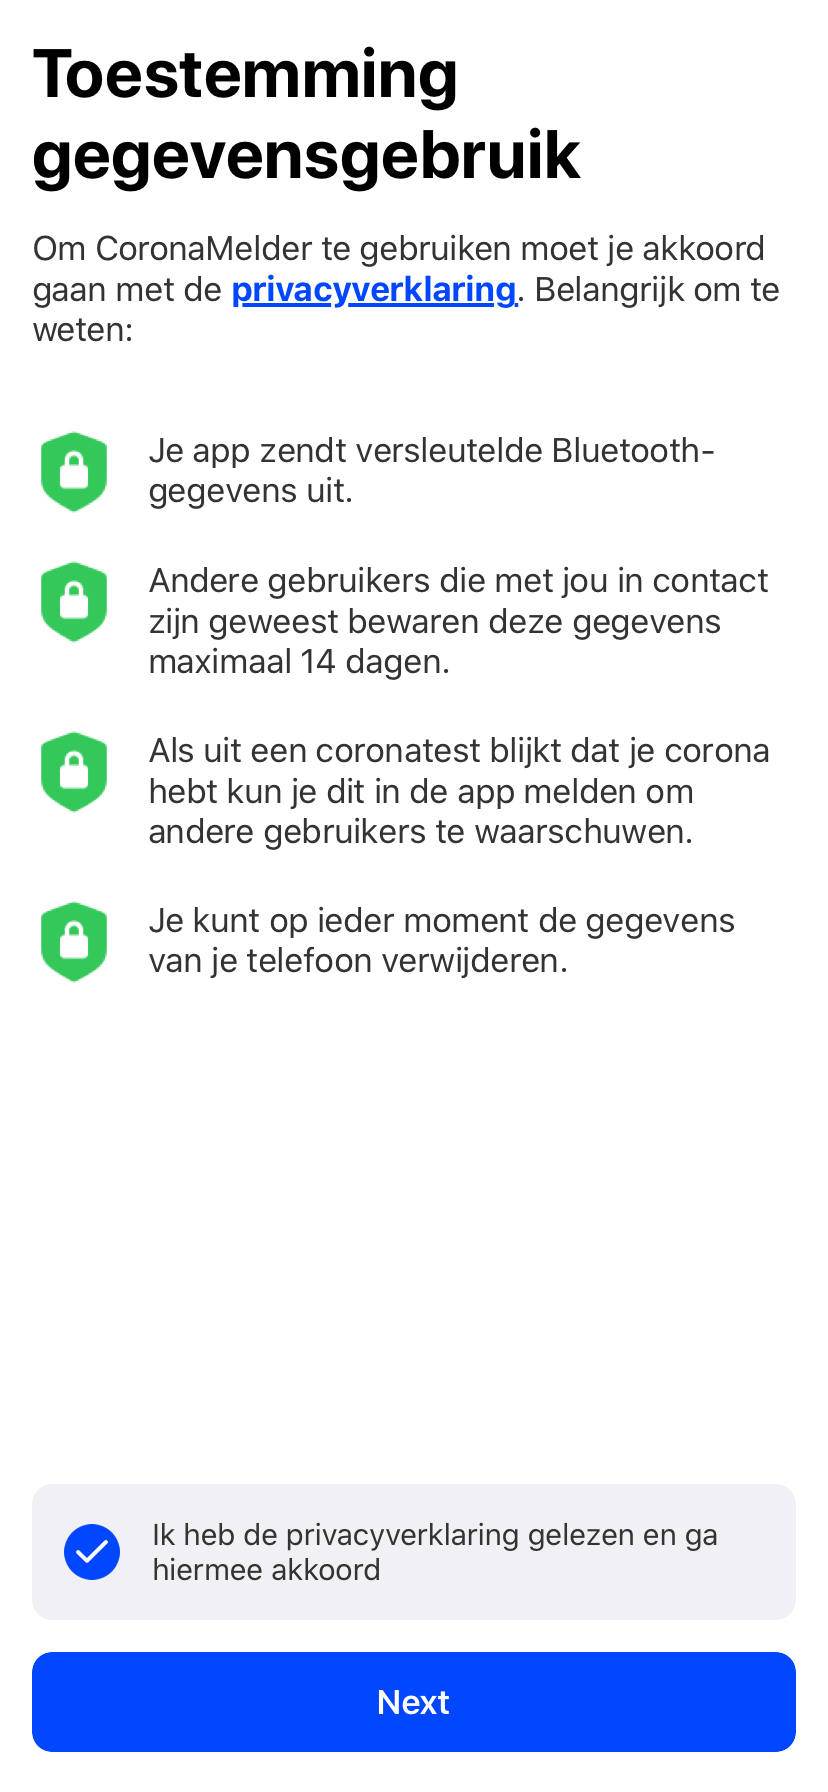 Toestemming
gegevensgebruik
Om CoronaMelder te gebruiken moet je akkoord
gaan met de privacyverklaring. Belangrijk om te
weten:
Je app zendt versleutelde Bluetooth-
gegevens uit.
Andere gebruikers die met jou in contact
zijn geweest bewaren deze gegevens
maximaal 14 dagen.
Als uit een coronatest blijkt dat je corona
hebt kun je dit in de app melden om
andere gebruikers te waarschuwen.
Je kunt op ieder moment de gegevens
van je telefoon verwijderen.
Ik heb de privacyverklaring gelezen en ga
hiermee akkoord
Next